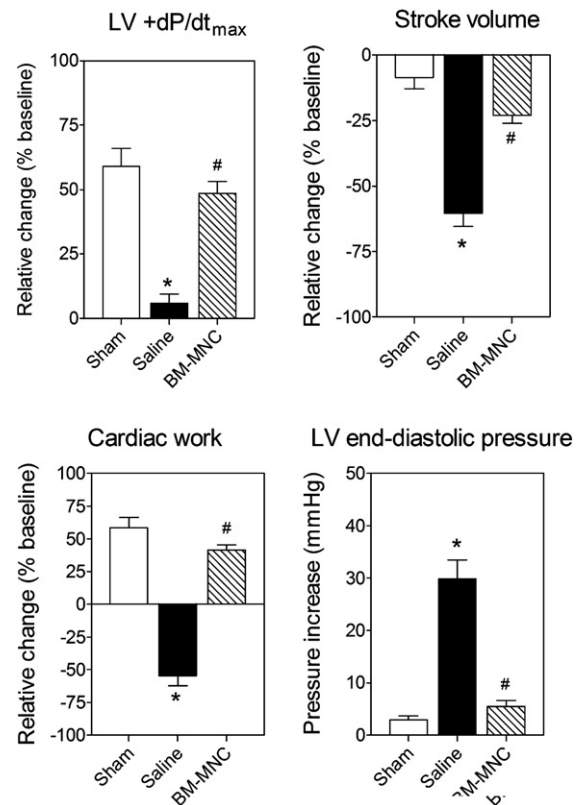 LV +dP/dtmax
Relative change (% baseline)
100
75
50
25
0
*
#
Sham
Saline
BM-MNC
Stroke volume
Relative change (% baseline)
0
-25
-50
-75
-100
*
#
Sham
Saline
BM-MNC
Cardiac work
Relative change (% baseline)
100
75
50
25
0
-25
-50
-75
-100
*
#
Sham
Saline
BM-MNC
LV end-diastolic pressure
Pressure increase (mmHg)
50
40
30
20
10
0
*
#
Sham
Saline
BM-MNC